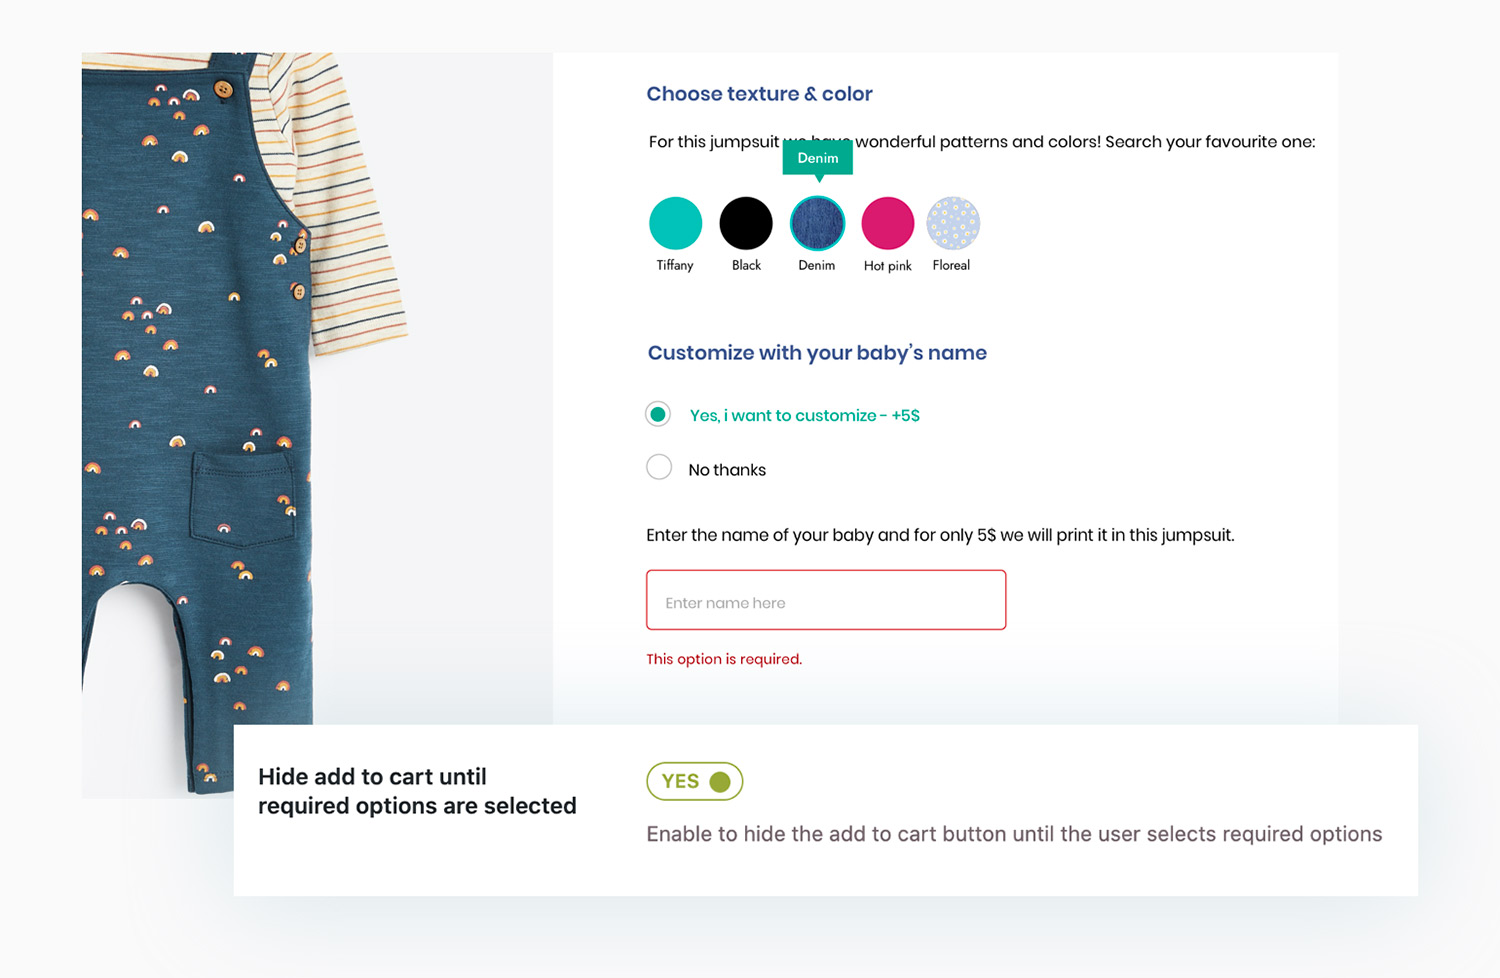 Choose texture & color
For this jumpsuit we have wonderful patterns and colors! Search your favourite one:
Denim
Tiffany Black Denim Hot pink Floreal
Customize with your baby's name
Yes, i want to customize - +5$
No thanks
Enter the name of your baby and for only 5$ we will print it in this jumpsuit.
Enter name here
This option is required.
Hide add to cart until
required options are selected
YES
Enable to hide the add to cart button until the user selects required options